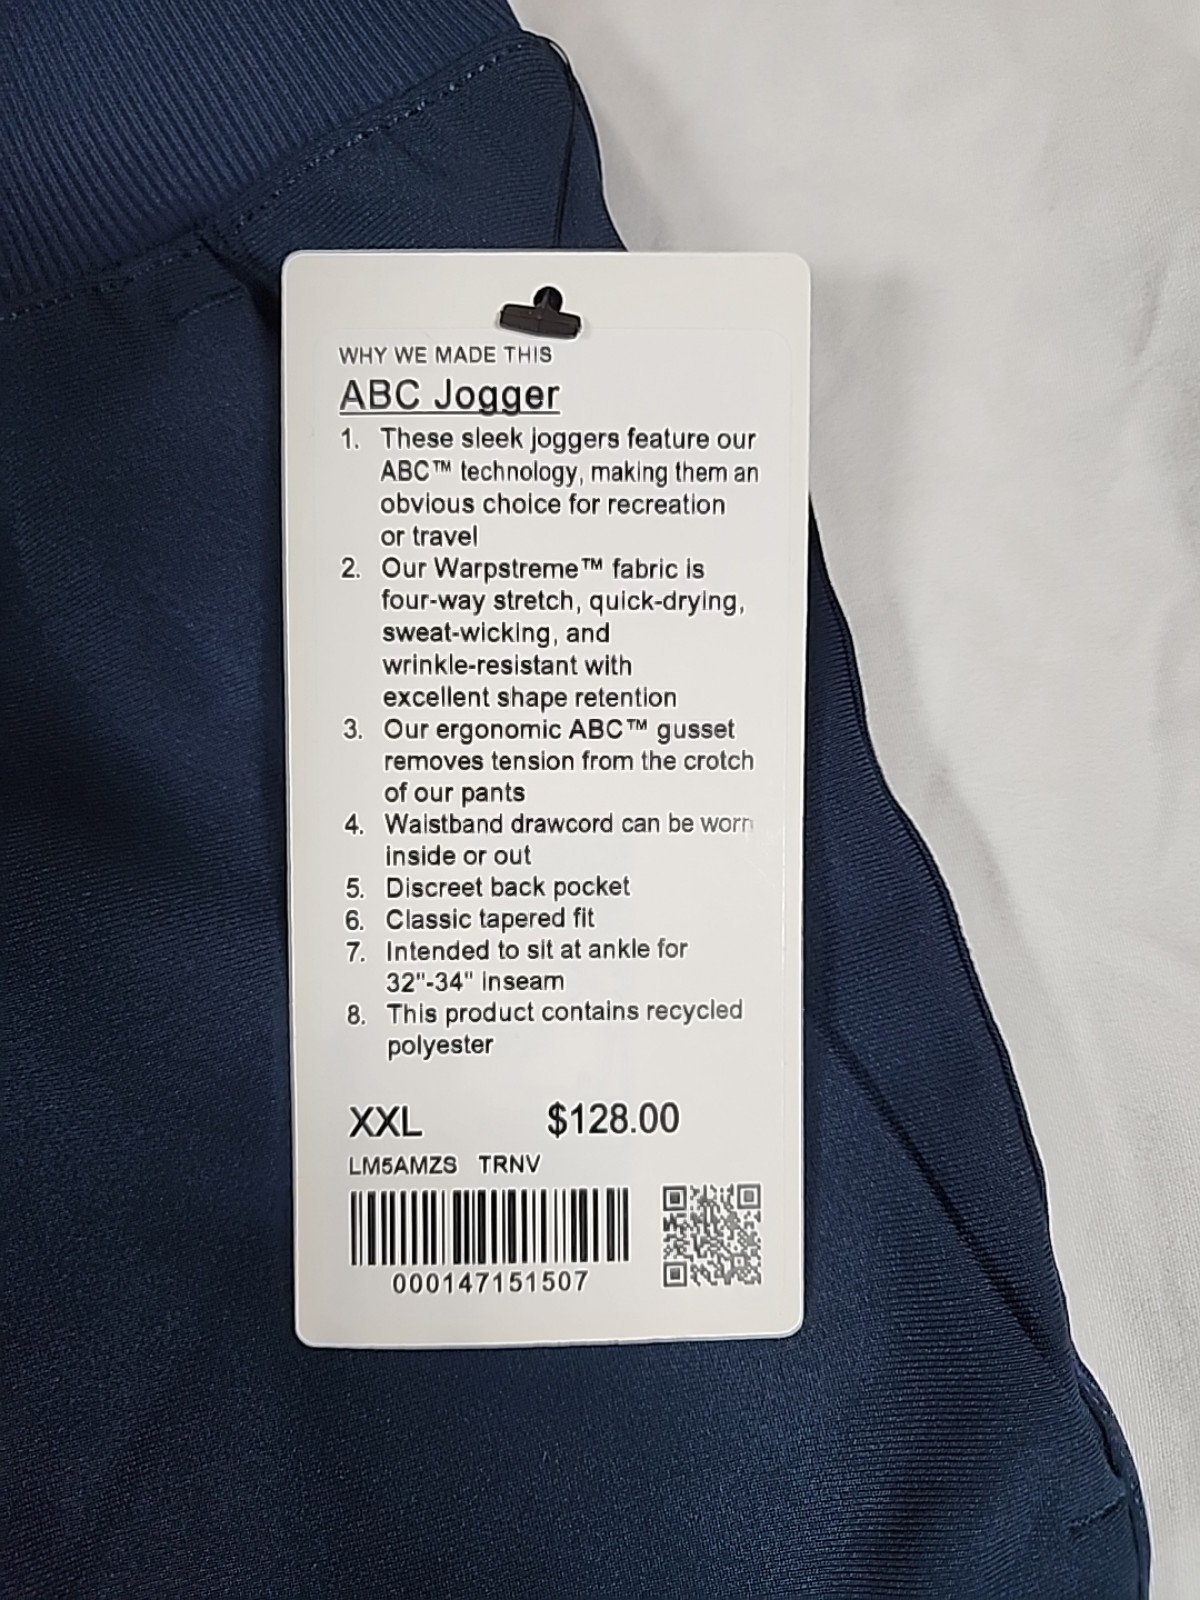 WHY WE MADE THIS
ABC Jogger
1. These sleek joggers feature our
ABC™ technology, making them an
obvious choice for recreation
or travel
2. Our Warpstreme™ fabric is
four-way stretch, quick-drying,
sweat-wicking, and
wrinkle-resistant with
excellent shape retention
3. Our ergonomic ABC™ gusset
removes tension from the crotch
of our pants
4. Waistband drawcord can be worn
inside or out
5. Discreet back pocket
6. Classic tapered fit
7. Intended to sit at ankle for
32"-34" inseam
8. This product contains recycled
polyester
XXL $128.00
LM5AMZS TRNV
000147151507